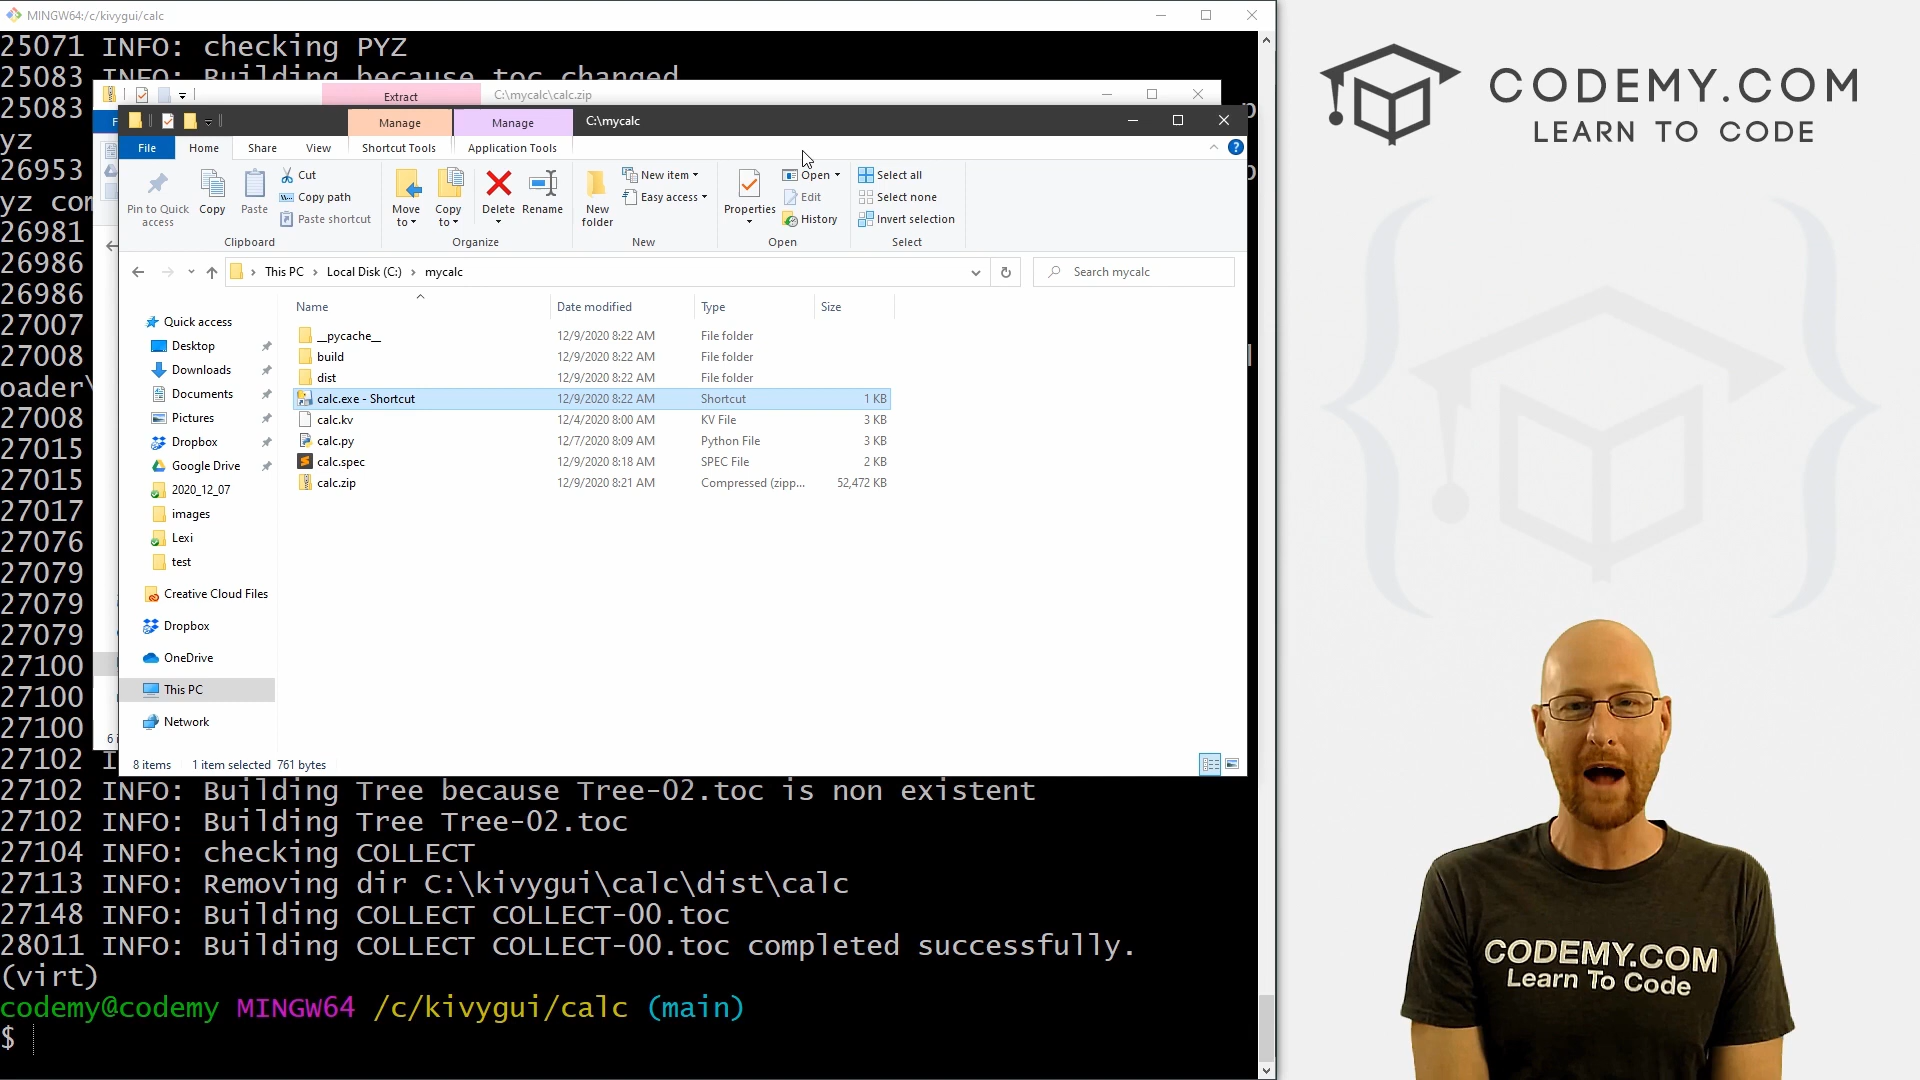 MINGW64:/c/kivygui/calc
25071 INFO: checking PYZ
25083 INFO: Building because toc changed
25083
yz
26953
yz com
26981
26986
26986
27007
27008
oader\
27008
27015
27015
27017
27076
27079
27079
27079
27100
27100
27100
27102 I
Extract
C:\mycalc\calc.zip
Manage
Manage
C:\mycalc
File
Home
Share
View
Shortcut Tools
Application Tools
Pin to Quick
access
Copy
Paste
Cut
Copy path
Paste shortcut
Clipboard
Move
to
Copy
to
Delete
Rename
Organize
New
folder
New item
Easy access
New
Properties
Open
Edit
History
Open
Select all
Select none
Invert selection
Select
This PC
Local Disk (C:)
mycalc
Search mycalc
Quick access
Desktop
Downloads
Documents
Pictures
Dropbox
Google Drive
2020_12_07
images
Lexi
test
Creative Cloud Files
Dropbox
OneDrive
This PC
Network
Name Date modified Type Size
__pycache__ 12/9/2020 8:22 AM File folder
build 12/9/2020 8:22 AM File folder
dist 12/9/2020 8:22 AM File folder
calc.exe - Shortcut 12/9/2020 8:22 AM Shortcut 1 KB
calc.kv 12/4/2020 8:00 AM KV File 3 KB
calc.py 12/7/2020 8:09 AM Python File 3 KB
calc.spec 12/9/2020 8:18 AM SPEC File 2 KB
calc.zip 12/9/2020 8:21 AM Compressed (zipp... 52,472 KB
8 items 1 item selected 761 bytes
27102 INFO: Building Tree because Tree-02.toc is non existent
27102 INFO: Building Tree Tree-02.toc
27104 INFO: checking COLLECT
27113 INFO: Removing dir C:\kivygui\calc\dist\calc
27148 INFO: Building COLLECT COLLECT-00.toc
28011 INFO: Building COLLECT COLLECT-00.toc completed successfully.
(virt)
codemy@codemy MINGW64 /c/kivygui/calc (main)
$
CODEMY.COM
LEARN TO CODE
CODEMY.COM
Learn To Code